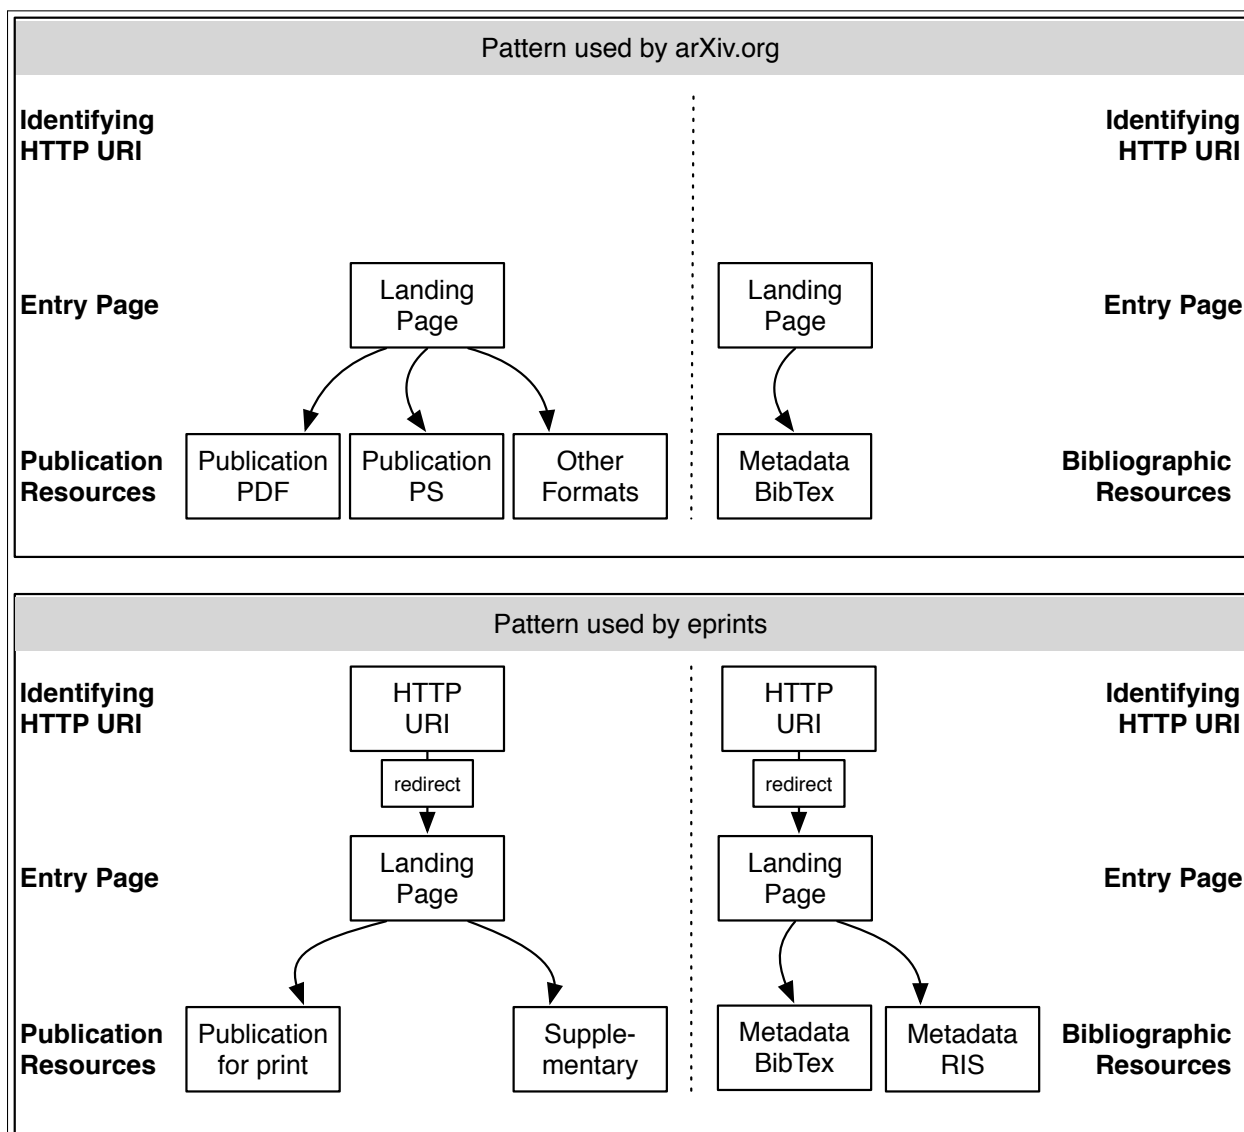 Pattern used by arXiv.org
Identifying
HTTP URI
Identifying
HTTP URI
Entry Page
Landing
Page
Landing
Page
Entry Page
Publication
Resources
Publication
PDF
Publication
PS
Other
Formats
Metadata
BibTex
Bibliographic
Resources
Pattern used by eprints
Identifying
HTTP URI
HTTP
URI
HTTP
URI
Identifying
HTTP URI
redirect
redirect
Entry Page
Landing
Page
Landing
Page
Entry Page
Publication
Resources
Publication
for print
Supple-
mentary
Metadata
BibTex
Metadata
RIS
Bibliographic
Resources